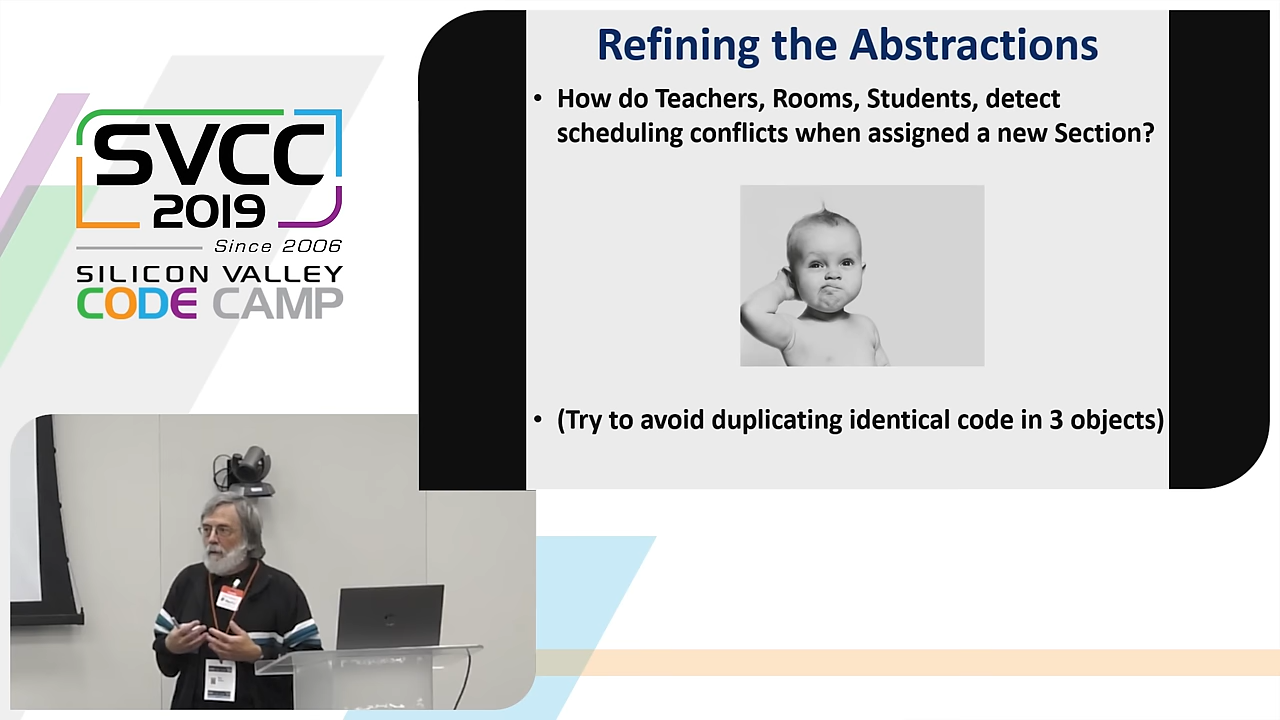 SVCC
2019
Since 2006
SILICON VALLEY
CODE CAMP
Refining the Abstractions
• How do Teachers, Rooms, Students, detect
scheduling conflicts when assigned a new Section?
• (Try to avoid duplicating identical code in 3 objects)